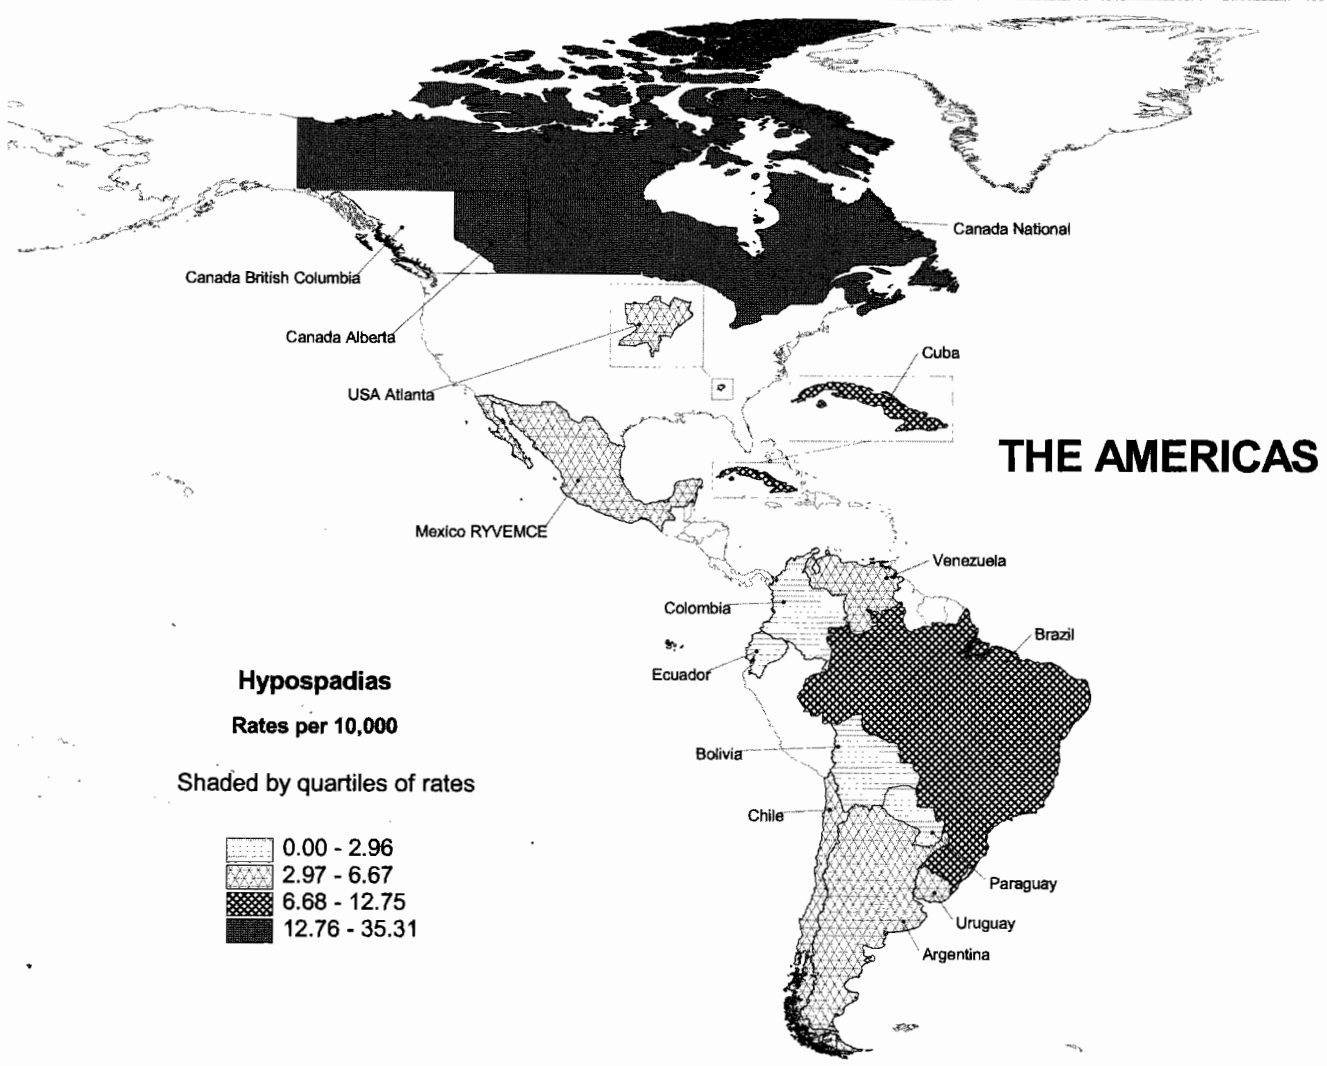 Canada National
Canada British Columbia
Canada Alberta
Cuba
USA Atlanta
THE AMERICAS
Mexico RYVEMCE
Venezuela
Colombia
Brazil
Ecuador
Hypospadias
Rates per 10,000
Bolivia
Shaded by quartiles of rates
Chile
0.00 - 2.96
2.97 - 6.67
Paraguay
6.68 - 12.75
Uruguay
12.76 - 35.31
Argentina